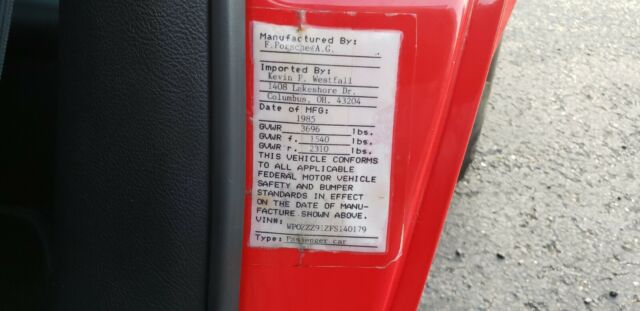 Manufactured By:
F.Porsche A.G.
Imported By:
Kevin F. Westfall
1408 Lakeshore Dr.
Columbus, OH. 43204
Date of MFG:
1985
GVWR 3696 lbs.
GVWR f. 1540 lbs.
GVWR r. 2310 lbs.
THIS VEHICLE CONFORMS
TO ALL APPLICABLE
FEDERAL MOTOR VEHICLE
SAFETY AND BUMPER
STANDARDS IN EFFECT
ON THE DATE OF MANU-
FACTURE SHOWN ABOVE.
VIN#: WPOZZZ91ZFS140179
Type: Passenger car